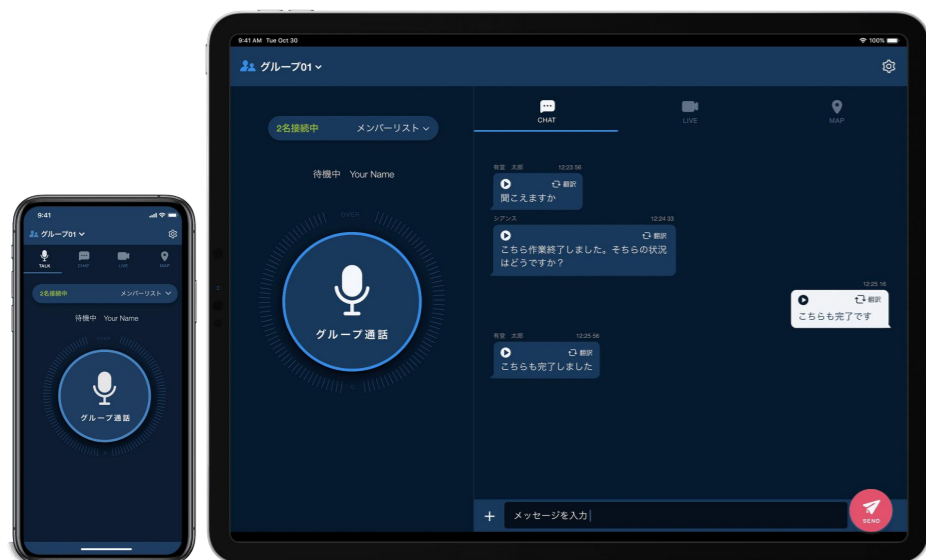 9:41
グループ01
TALK
CHAT
LIVE
MAP
2名接続中
メンバーリスト
待機中 Your Name
グループ通話
9:41 AM Tue Oct 30
100%
グループ01
2名接続中
メンバーリスト
待機中 Your Name
OVER
グループ通話
CHAT
LIVE
MAP
太郎 12:23 56
翻訳
聞こえますか
シアンス 12:24 33
翻訳
こちら作業終了しました。そちらの状況
はどうですか？
12:25 16
翻訳
こちらも完了です
太郎 12:25 56
翻訳
こちらも完了しました
+ メッセージを入力
SEND